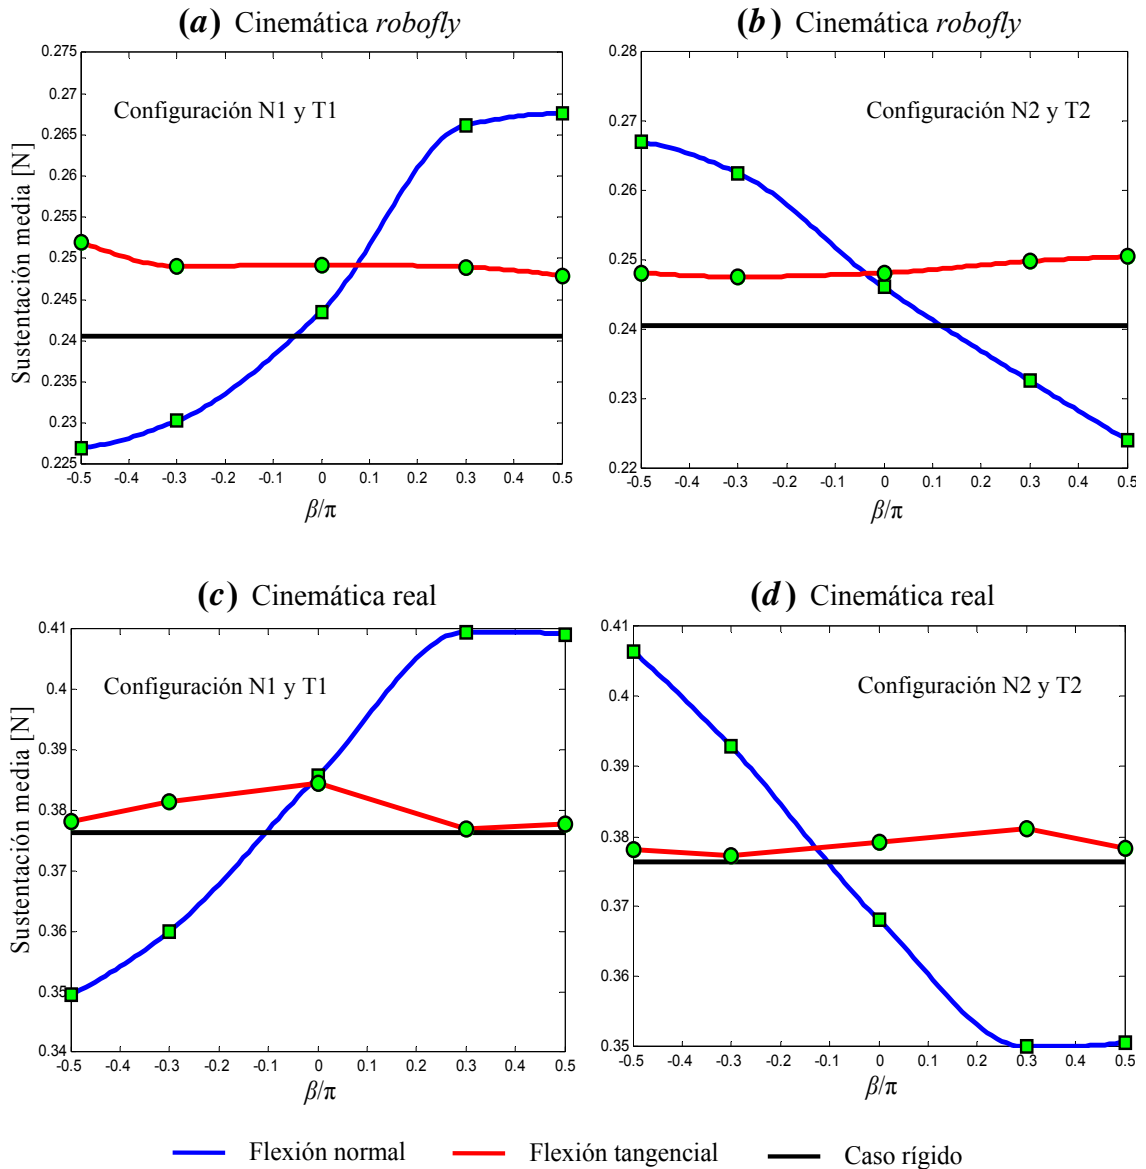 (a) Cinemática robofly
Sustentación media [N]
0.275
0.27
0.265
0.26
0.255
0.25
0.245
0.24
0.235
0.23
0.225
Configuración N1 y T1
-0.5 -0.4 -0.3 -0.2 -0.1 0 0.1 0.2 0.3 0.4 0.5
β/π
(b) Cinemática robofly
0.28
0.27
0.26
0.25
0.24
0.23
0.22
Configuración N2 y T2
-0.5 -0.4 -0.3 -0.2 -0.1 0 0.1 0.2 0.3 0.4 0.5
β/π
(c) Cinemática real
Sustentación media [N]
0.41
0.4
0.39
0.38
0.37
0.36
0.35
0.34
Configuración N1 y T1
-0.5 -0.4 -0.3 -0.2 -0.1 0 0.1 0.2 0.3 0.4 0.5
β/π
(d) Cinemática real
0.41
0.4
0.39
0.38
0.37
0.36
0.35
Configuración N2 y T2
-0.5 -0.4 -0.3 -0.2 -0.1 0 0.1 0.2 0.3 0.4 0.5
β/π
Flexión normal Flexión tangencial Caso rígido